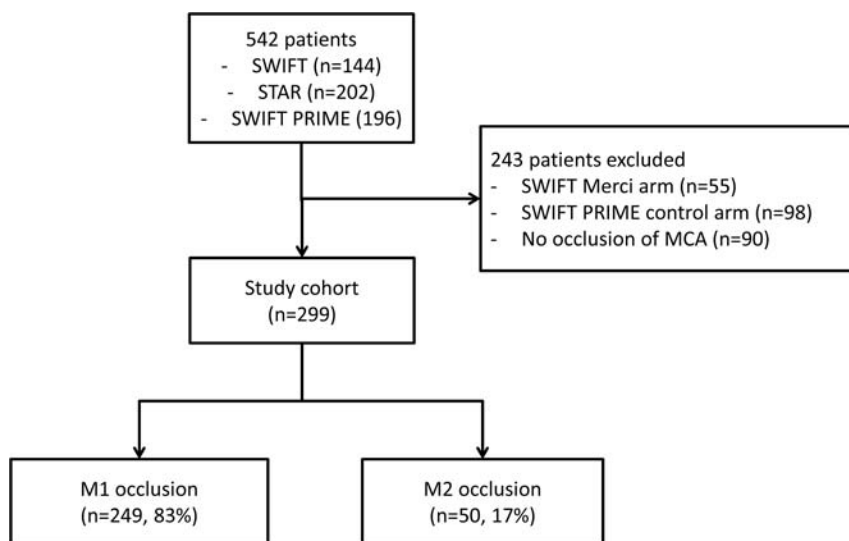 542 patients
- SWIFT (n=144)
- STAR (n=202)
- SWIFT PRIME (196)
243 patients excluded
- SWIFT Merci arm (n=55)
- SWIFT PRIME control arm (n=98)
- No occlusion of MCA (n=90)
Study cohort
(n=299)
M1 occlusion
(n=249, 83%)
M2 occlusion
(n=50, 17%)